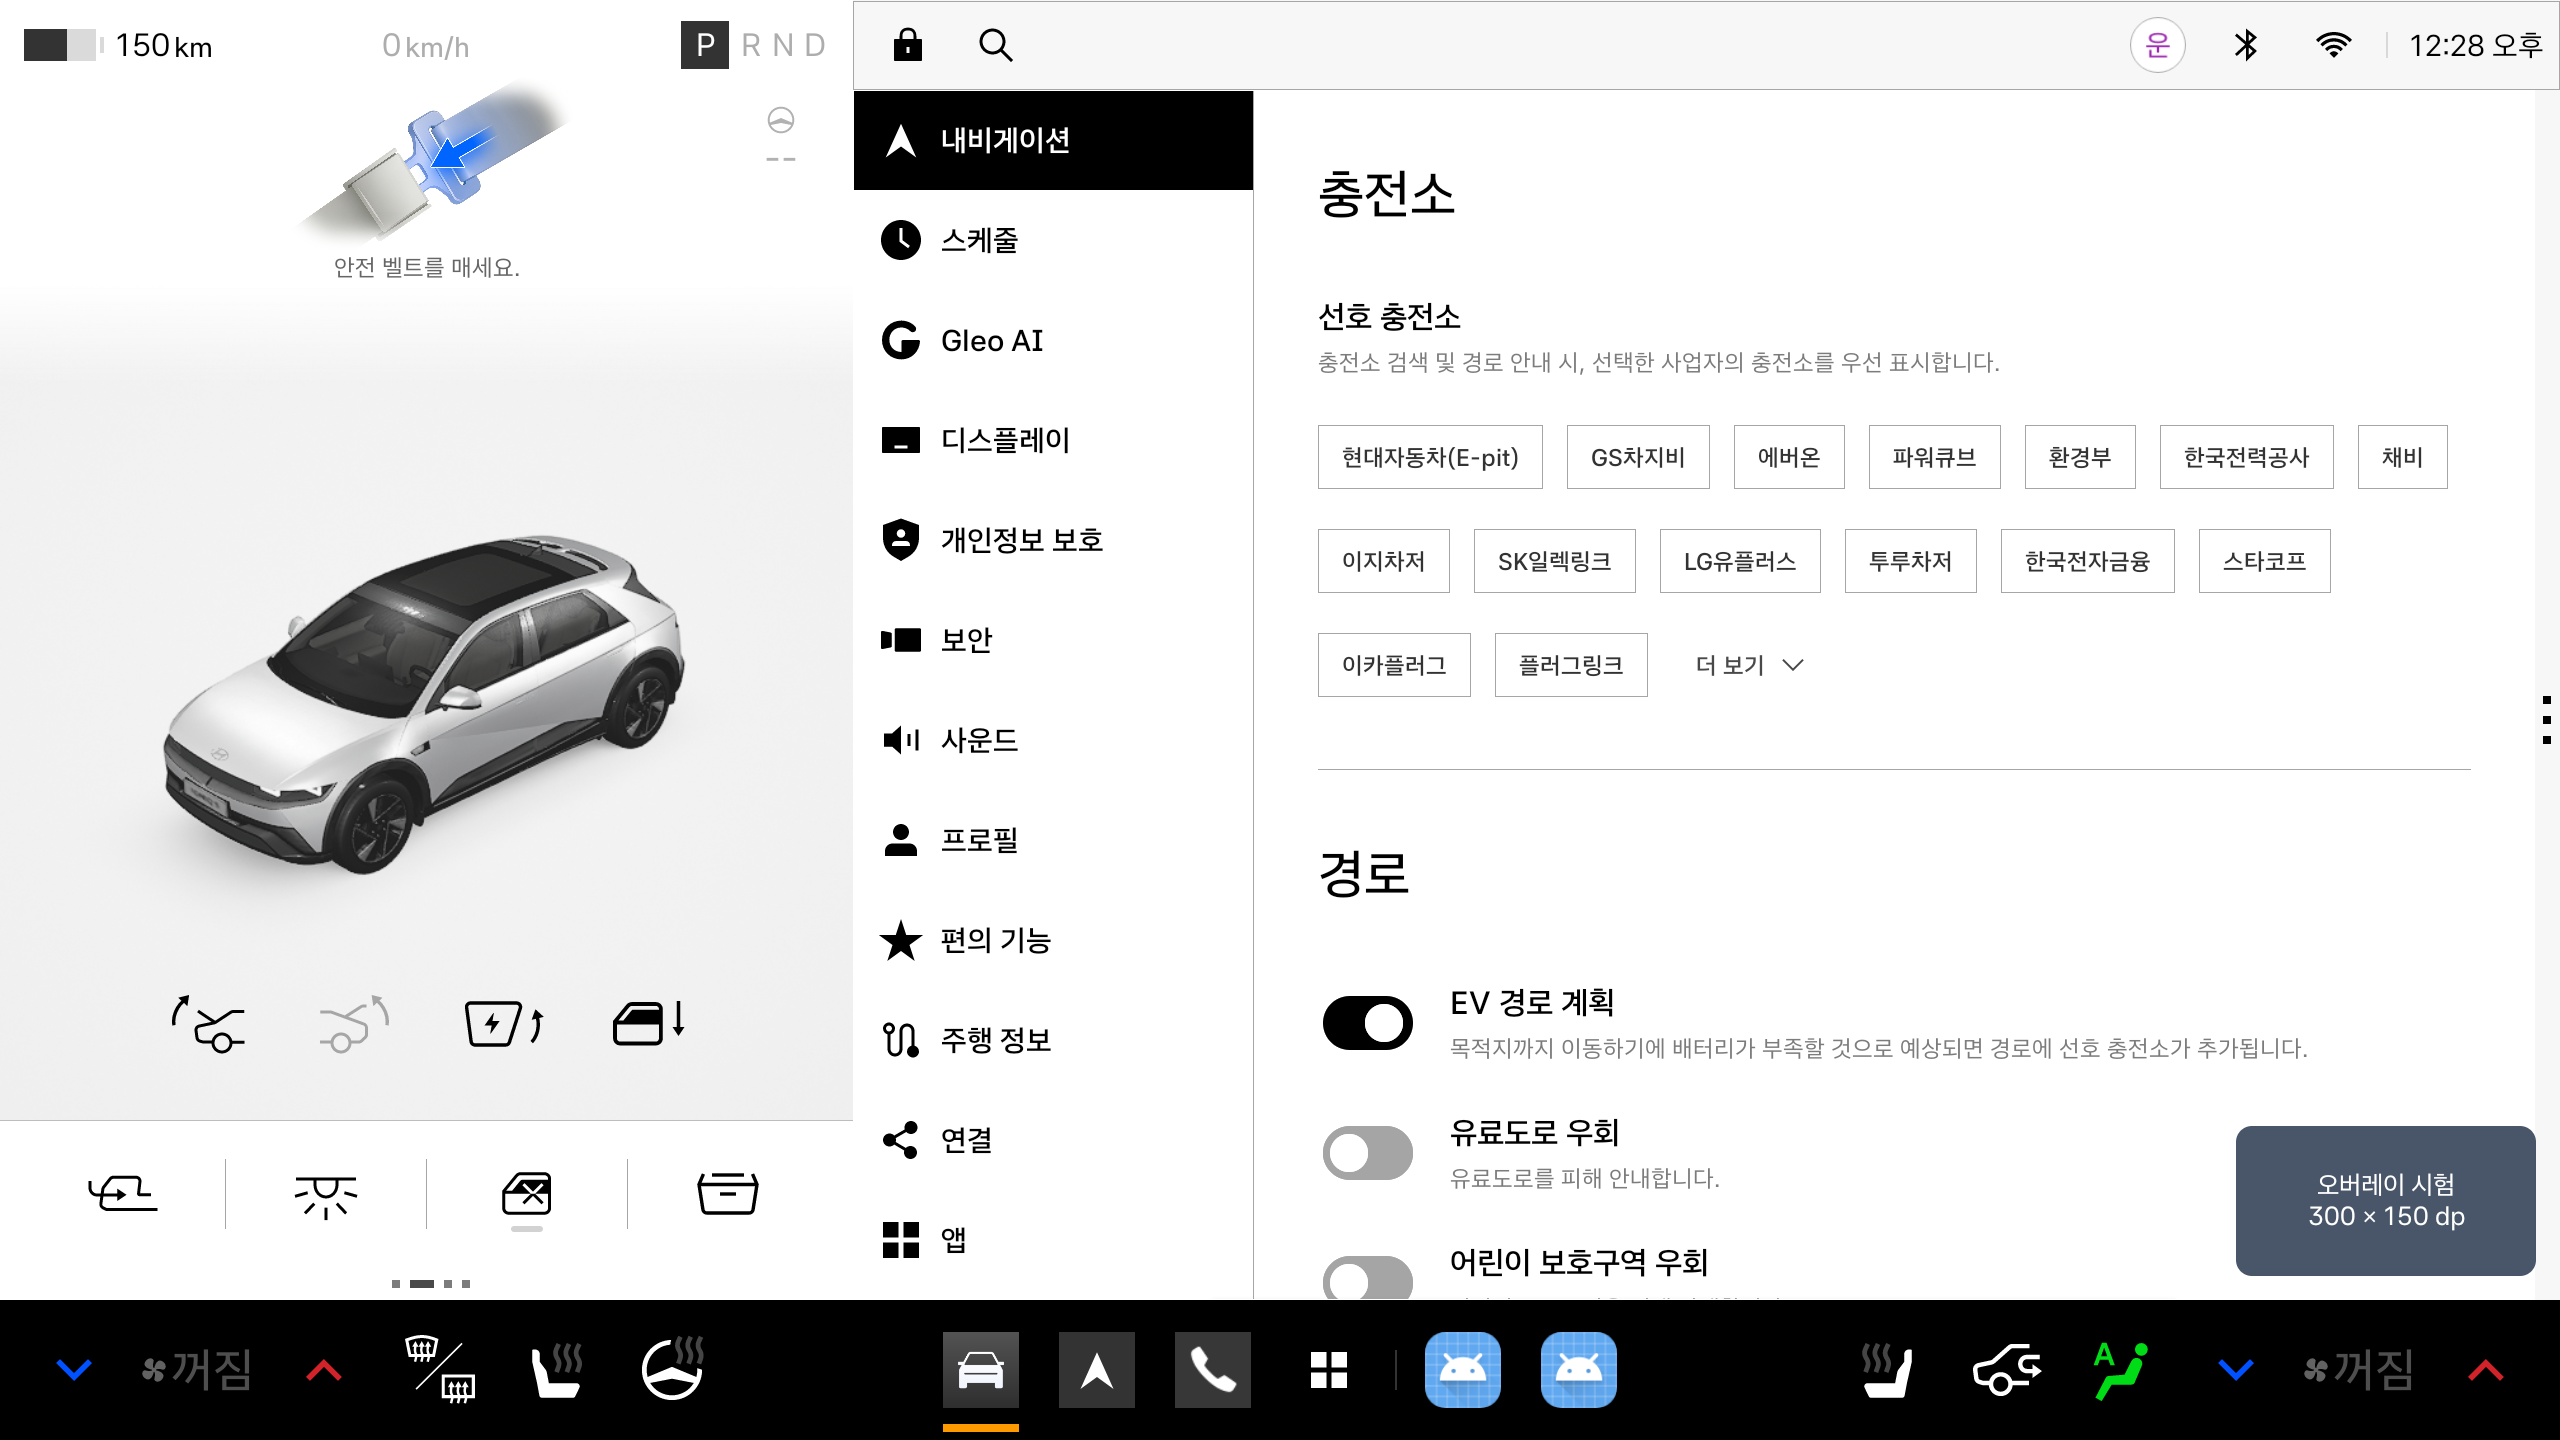 150 km
0 km/h
P R N D
안전 벨트를 매세요.
운
12:28 오후
내비게이션
스케줄
Gleo AI
디스플레이
개인정보 보호
보안
사운드
프로필
편의 기능
주행 정보
연결
앱
충전소
선호 충전소
충전소 검색 및 경로 안내 시, 선택한 사업자의 충전소를 우선 표시합니다.
현대자동차(E-pit) GS차지비 에버온 파워큐브 환경부 한국전력공사 채비
이지차저 SK일렉링크 LG유플러스 투루차저 한국전자금융 스타코프
이카플러그 플러그링크 더 보기
경로
EV 경로 계획
목적지까지 이동하기에 배터리가 부족할 것으로 예상되면 경로에 선호 충전소가 추가됩니다.
유료도로 우회
유료도로를 피해 안내합니다.
어린이 보호구역 우회
오버레이 시험
300 × 150 dp
꺼짐
A
꺼짐